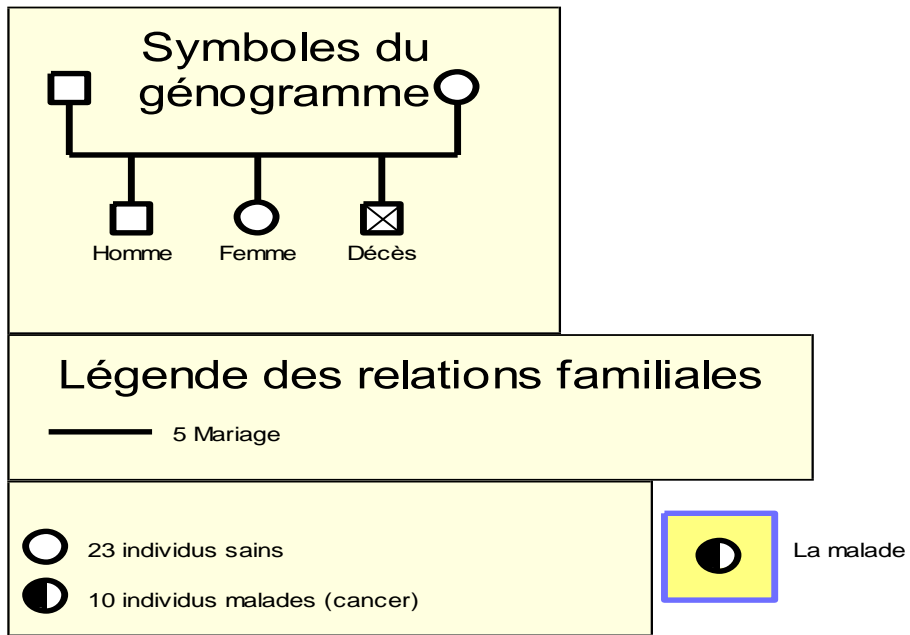 Symboles du
génogramme
Homme Femme Décès
Légende des relations familiales
5 Mariage
23 individus sains
La malade
10 individus malades (cancer)